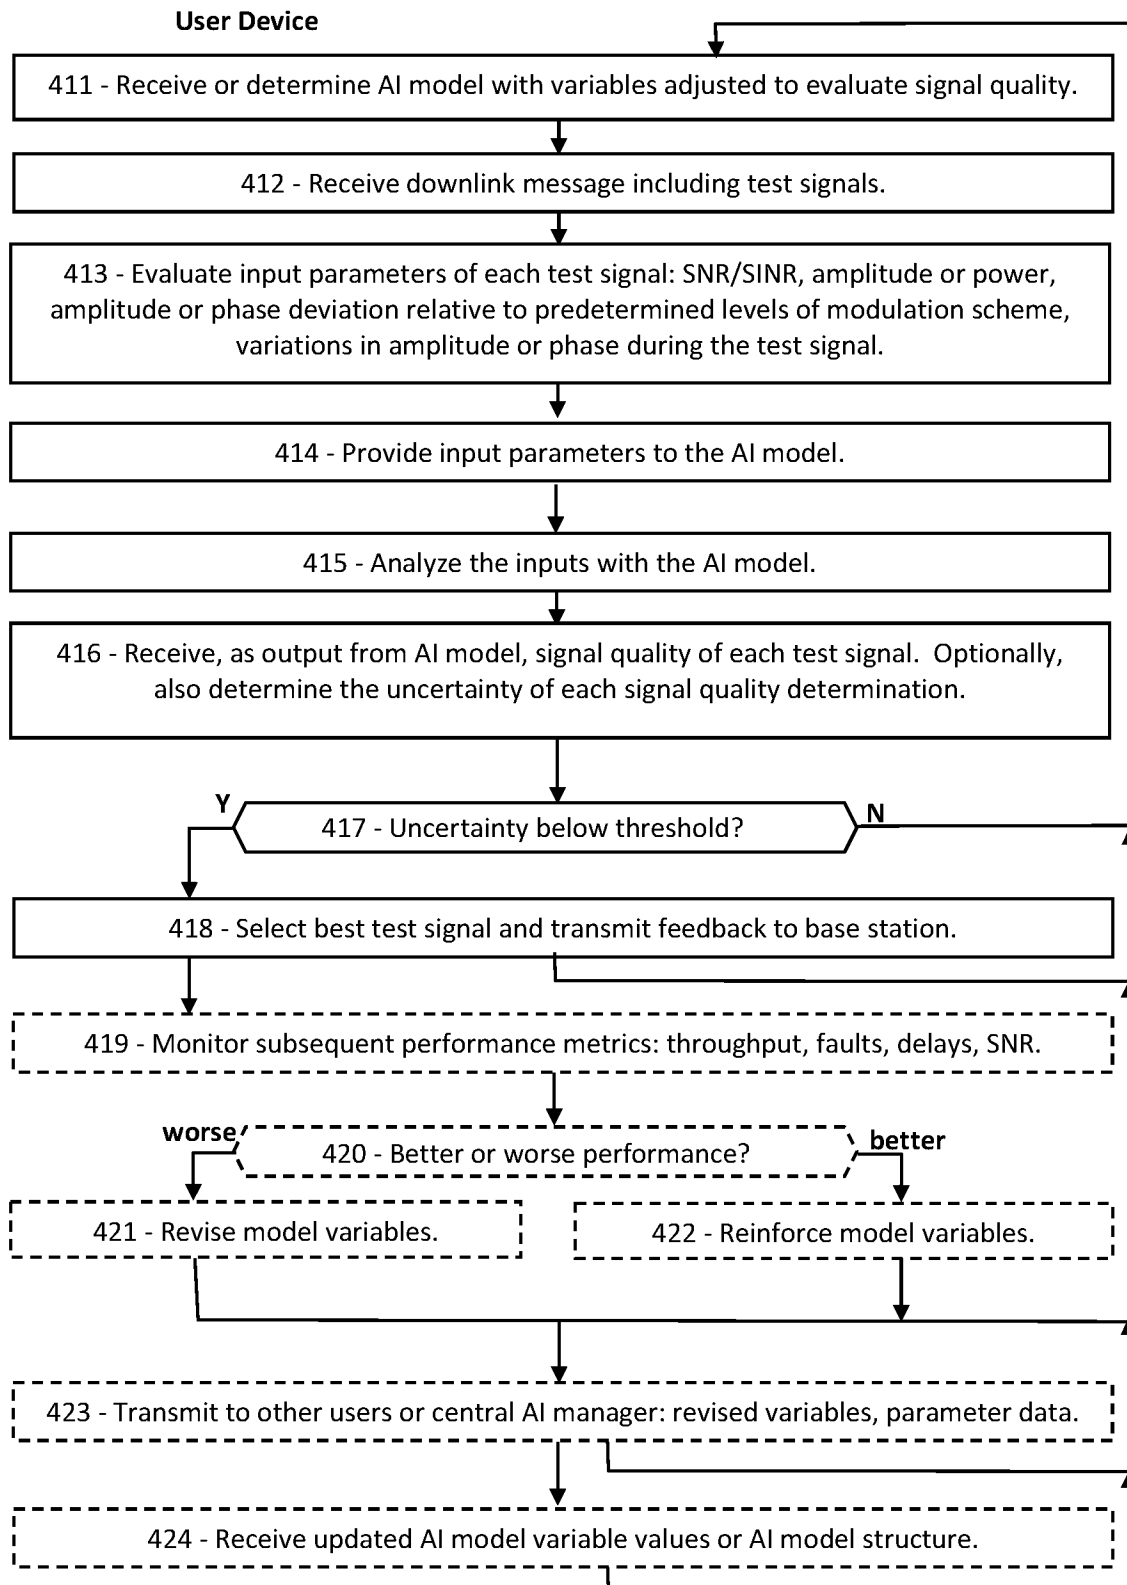 User Device
411 - Receive or determine AI model with variables adjusted to evaluate signal quality.
412 - Receive downlink message including test signals.
413 - Evaluate input parameters of each test signal: SNR/SINR, amplitude or power,
amplitude or phase deviation relative to predetermined levels of modulation scheme,
variations in amplitude or phase during the test signal.
414 - Provide input parameters to the AI model.
415 - Analyze the inputs with the AI model.
416 - Receive, as output from AI model, signal quality of each test signal.  Optionally,
also determine the uncertainty of each signal quality determination.
Y
417 - Uncertainty below threshold?
N
418 - Select best test signal and transmit feedback to base station.
419 - Monitor subsequent performance metrics: throughput, faults, delays, SNR.
worse
420 - Better or worse performance?
better
421 - Revise model variables.
422 - Reinforce model variables.
423 - Transmit to other users or central AI manager: revised variables, parameter data.
424 - Receive updated AI model variable values or AI model structure.